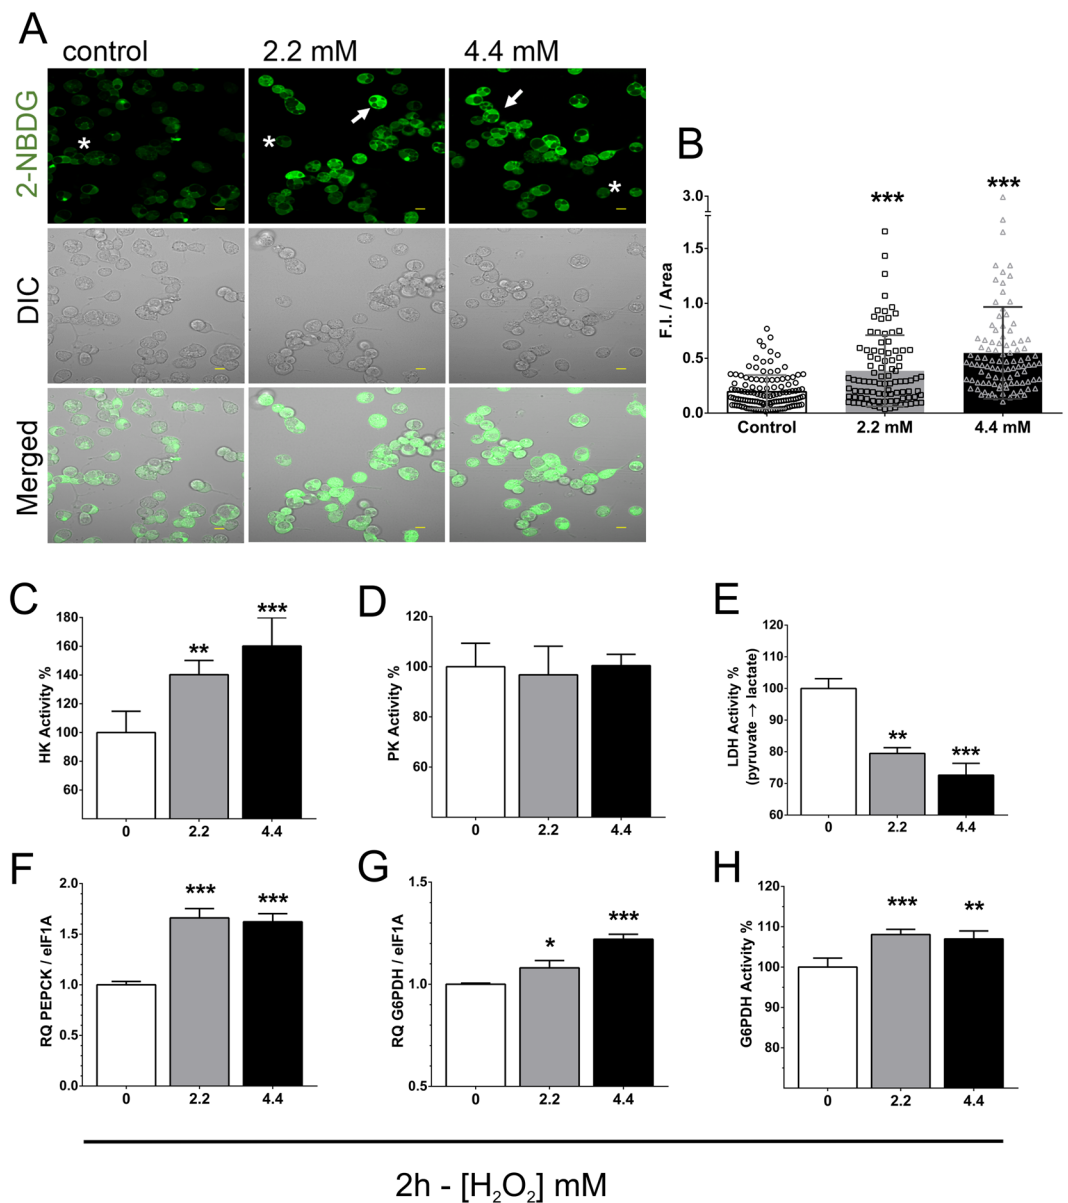 A
control 2.2 mM 4.4 mM
2-NBDG
*
*
*
DIC
Merged
B
F.I. / Area
3.0
1.5
1.0
0.5
0.0
***
***
Control 2.2 mM 4.4 mM
C
HK Activity %
180
160
140
120
100
80
60
**
***
0 2.2 4.4
D
PK Activity %
120
100
80
60
0 2.2 4.4
E
LDH Activity %
(pyruvate → lactate)
120
110
100
90
80
70
60
**
***
0 2.2 4.4
F
RQ PEPCK / eIF1A
2.0
1.5
1.0
0.5
0.0
***
***
0 2.2 4.4
G
RQ G6PDH / eIF1A
1.5
1.0
0.5
*
***
0 2.2 4.4
H
G6PDH Activity %
120
110
100
90
80
***
**
0 2.2 4.4
2h - [H₂O₂] mM